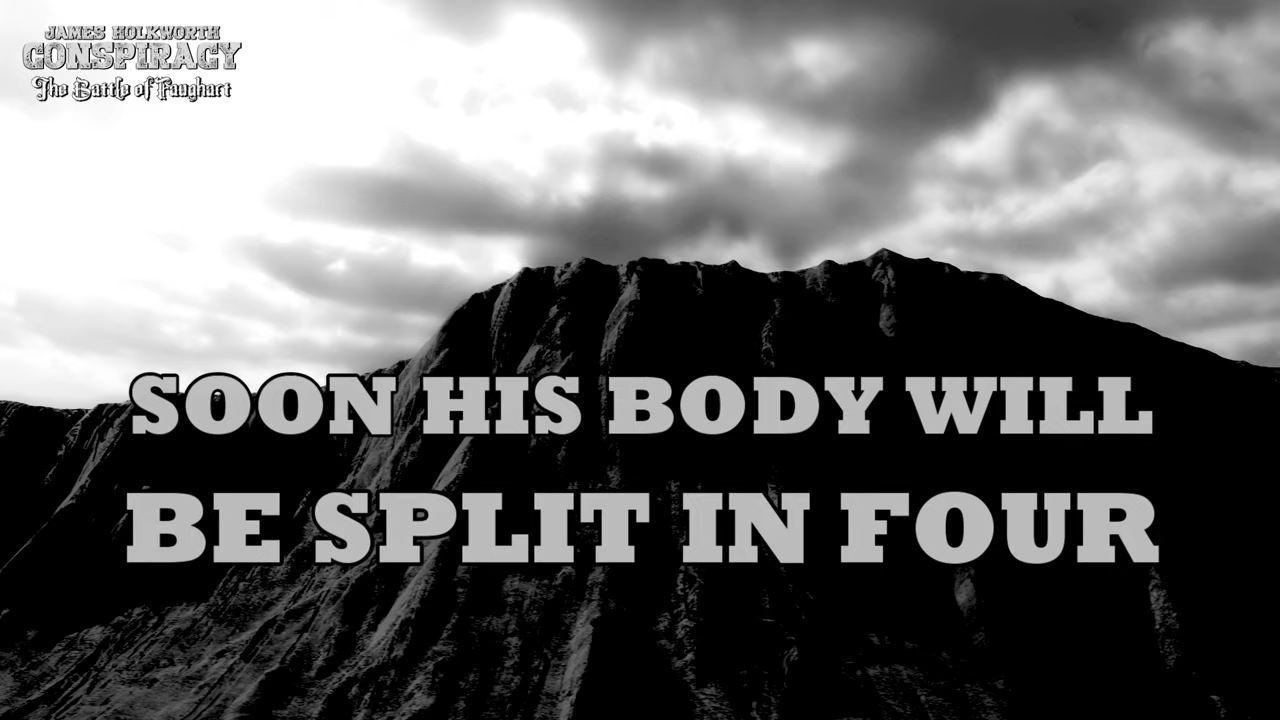 JAMES HOLKWORTH
CONSPIRACY
The Battle of Faughart
SOON HIS BODY WILL
BE SPLIT IN FOUR